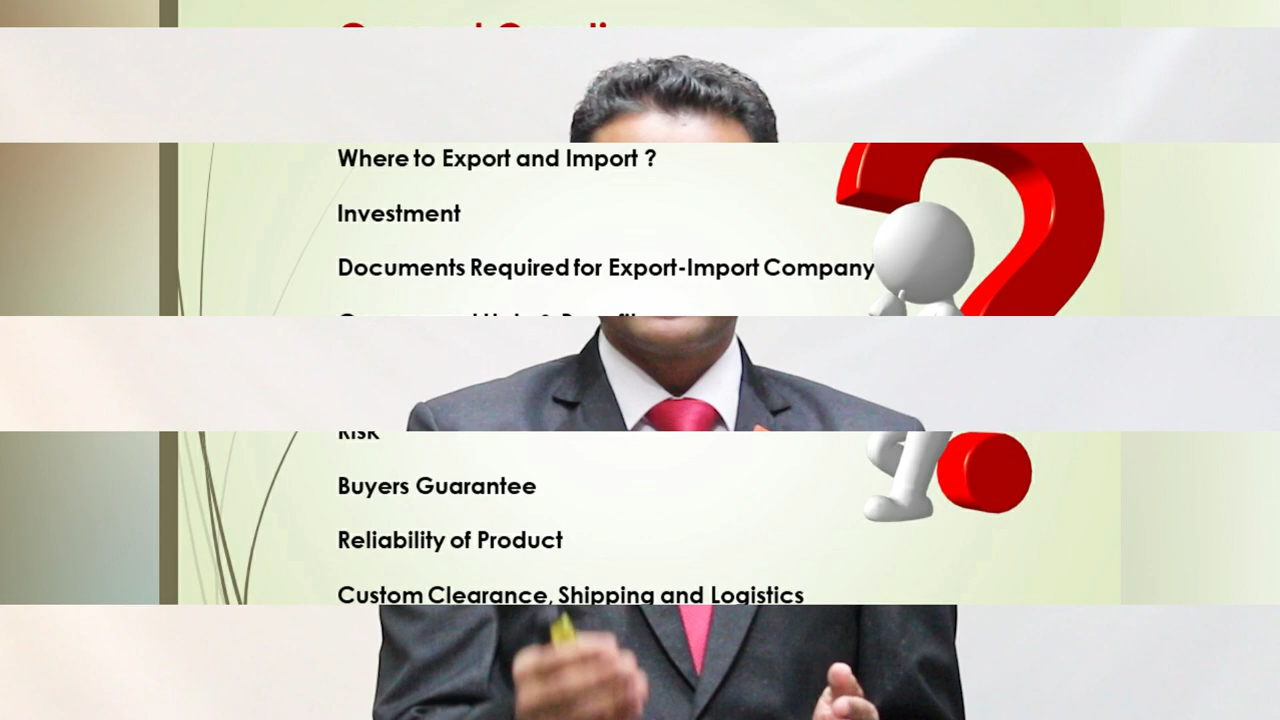 Where to Export and Import ?
Investment
Documents Required for Export-Import Company
Risk
Buyers Guarantee
Reliability of Product
Custom Clearance, Shipping and Logistics